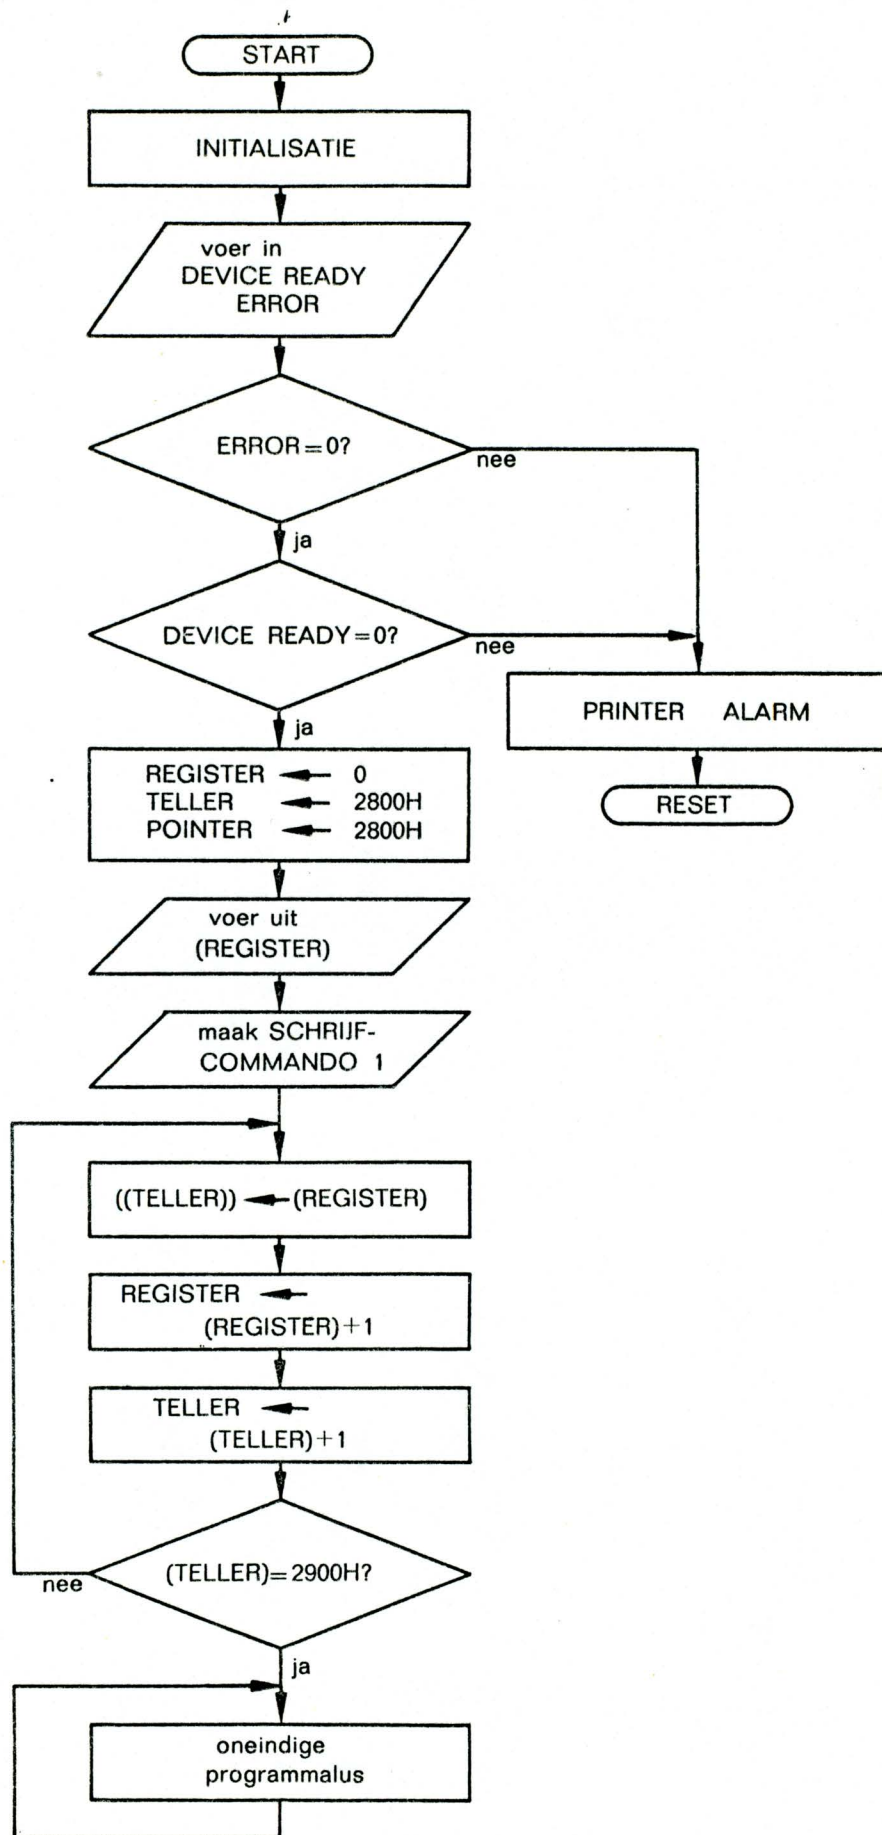 START
INITIALISATIE
voer in
DEVICE READY
ERROR
ERROR=0?
nee
ja
DEVICE READY=0?
nee
ja
PRINTER ALARM
RESET
REGISTER ← 0
TELLER ← 2800H
POINTER ← 2800H
voer uit
(REGISTER)
maak SCHRIJF-
COMMANDO 1
((TELLER)) ← (REGISTER)
REGISTER ←
(REGISTER)+1
TELLER ←
(TELLER)+1
(TELLER)=2900H?
nee
ja
oneindige
programmalus